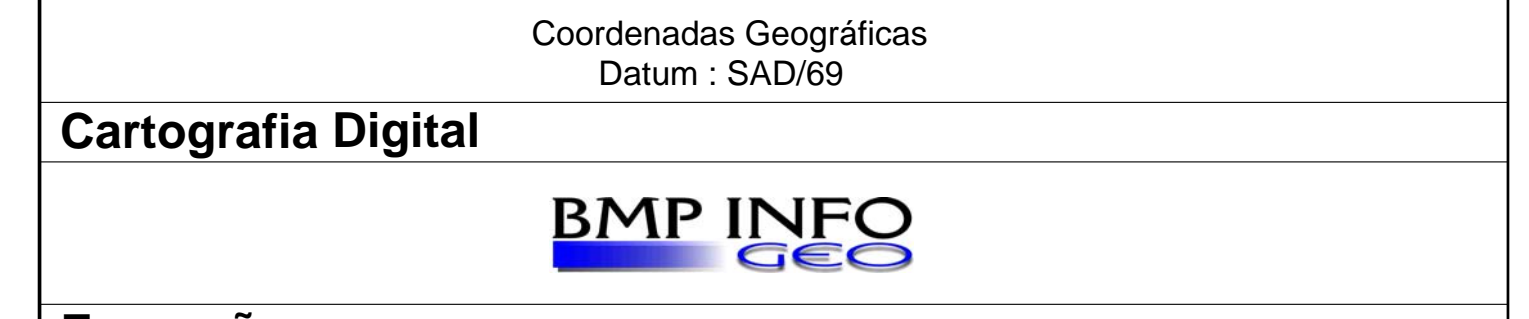 Coordenadas Geográficas
Datum : SAD/69
Cartografia Digital
BMP INFO
GEO